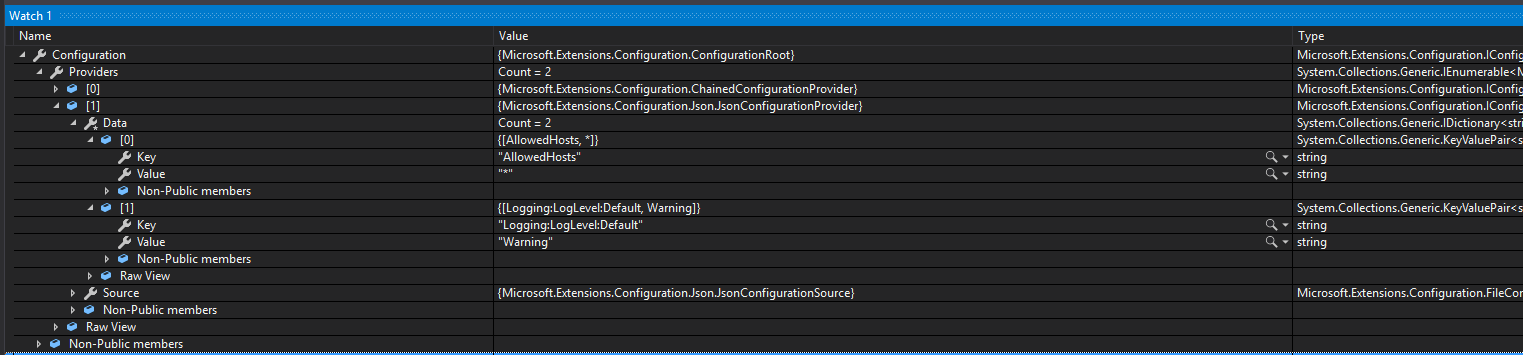 Watch 1
Name Value Type
Configuration {Microsoft.Extensions.Configuration.ConfigurationRoot} Microsoft.Extensions.Configuration.IConfig
Providers Count = 2 System.Collections.Generic.IEnumerable<M
[0] {Microsoft.Extensions.Configuration.ChainedConfigurationProvider} Microsoft.Extensions.Configuration.IConfig
[1] {Microsoft.Extensions.Configuration.Json.JsonConfigurationProvider} Microsoft.Extensions.Configuration.IConfig
Data Count = 2 System.Collections.Generic.IDictionary<stri
[0] {[AllowedHosts, *]} System.Collections.Generic.KeyValuePair<s
Key "AllowedHosts" string
Value "*" string
Non-Public members
[1] {[Logging:LogLevel:Default, Warning]} System.Collections.Generic.KeyValuePair<s
Key "Logging:LogLevel:Default" string
Value "Warning" string
Non-Public members
Raw View
Source {Microsoft.Extensions.Configuration.Json.JsonConfigurationSource} Microsoft.Extensions.Configuration.FileCon
Non-Public members
Raw View
Non-Public members